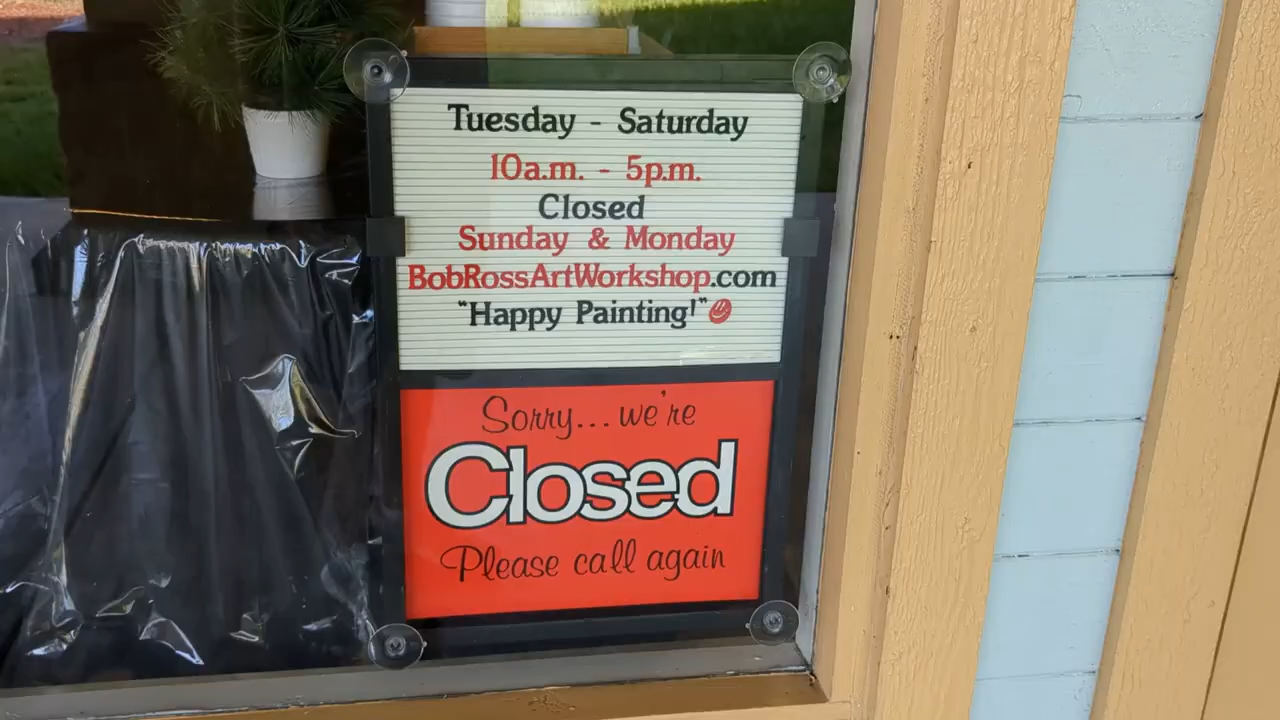 Tuesday - Saturday
10a.m. - 5p.m.
Closed
Sunday & Monday
BobRossArtWorkshop.com
"Happy Painting!"
Sorry...we're
Closed
Please call again